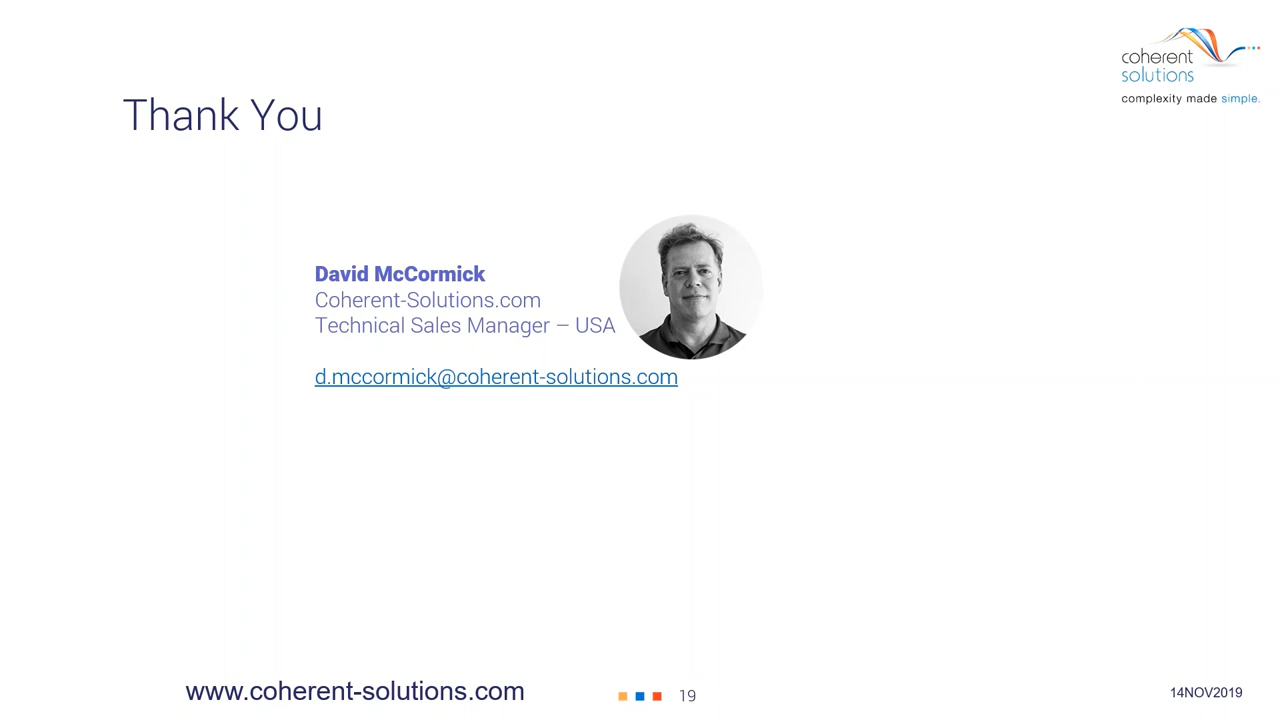 coherent
solutions
complexity made simple.
Thank You
David McCormick
Coherent-Solutions.com
Technical Sales Manager – USA
d.mccormick@coherent-solutions.com
www.coherent-solutions.com
19
14NOV2019